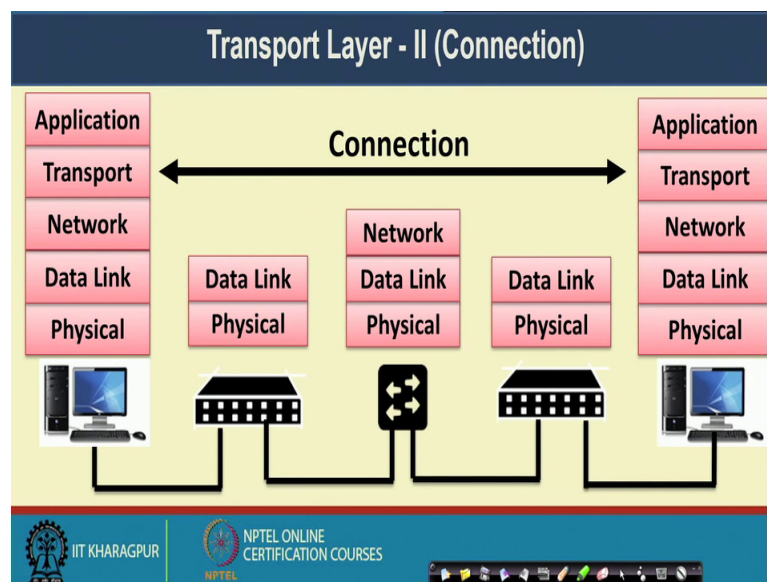 Transport Layer - II (Connection)
Application
Transport
Network
Data Link
Physical
Connection
Data Link
Physical
Network
Data Link
Physical
Data Link
Physical
Application
Transport
Network
Data Link
Physical
IIT KHARAGPUR
NPTEL
NPTEL ONLINE
CERTIFICATION COURSES